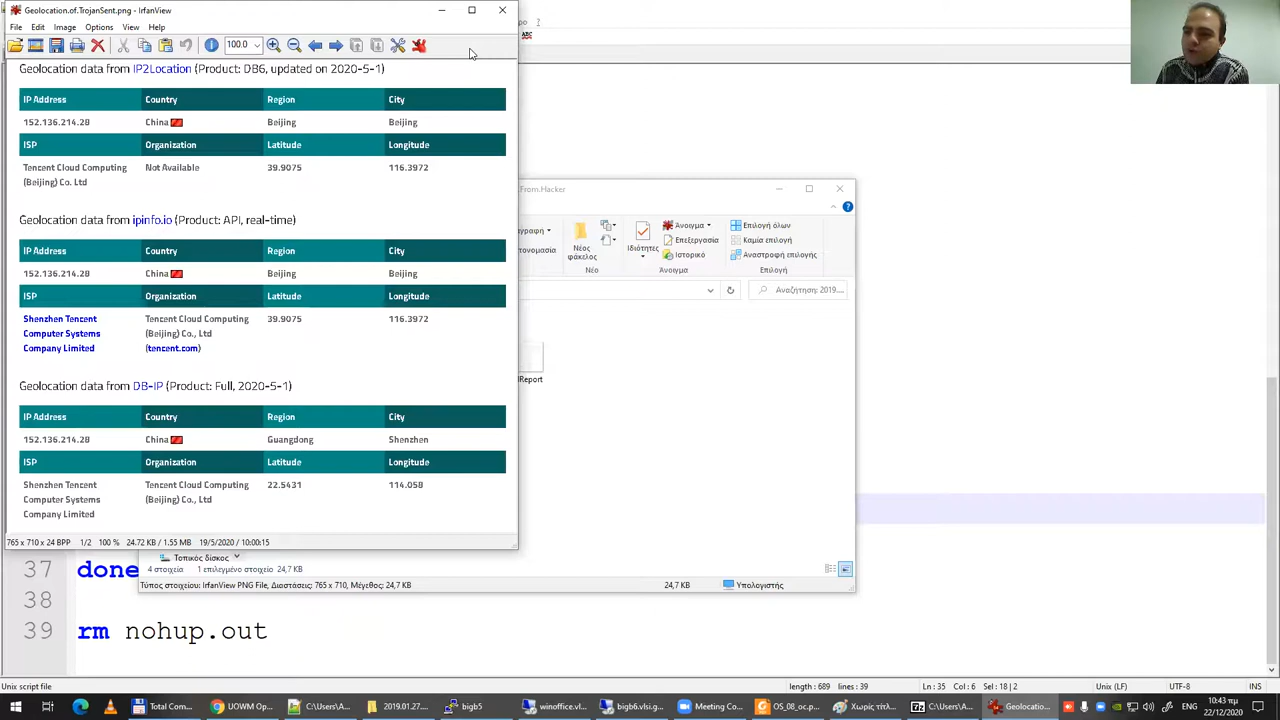 Geolocation.of.TrojanSent.png - IrfanView
File Edit Image Options View Help
100.0
Geolocation data from IP2Location (Product: DB6, updated on 2020-5-1)
IP Address Country Region City
152.136.214.28 China Beijing Beijing
ISP Organization Latitude Longitude
Tencent Cloud Computing Not Available 39.9075 116.3972
(Beijing) Co. Ltd
Geolocation data from ipinfo.io (Product: API, real-time)
IP Address Country Region City
152.136.214.28 China Beijing Beijing
ISP Organization Latitude Longitude
Shenzhen Tencent Tencent Cloud Computing 39.9075 116.3972
Computer Systems (Beijing) Co., Ltd
Company Limited (tencent.com)
Geolocation data from DB-IP (Product: Full, 2020-5-1)
IP Address Country Region City
152.136.214.28 China Guangdong Shenzhen
ISP Organization Latitude Longitude
Shenzhen Tencent Tencent Cloud Computing 22.5431 114.058
Computer Systems (Beijing) Co., Ltd
Company Limited
765 x 710 x 24 BPP 1/2 100 % 24.72 KB / 1.55 MB 19/5/2020 / 10:00:15
?
ABC
.From.Hacker
Νέος
φάκελος
Νέο
Ιδιότητες
Άνοιγμα
Επεξεργασία
Ιστορικό
Άνοιγμα
Επιλογή όλων
Καμία επιλογή
Αναστροφή επιλογής
Επιλογή
Αναζήτηση: 2019....
Report
Τοπικός δίσκος
4 στοιχεία 1 επιλεγμένο στοιχείο 24,7 KB
Τύπος στοιχείου: IrfanView PNG File, Διαστάσεις: 765 x 710, Μέγεθος: 24,7 KB 24,7 KB Υπολογιστής
37 done
38
39 rm nohup.out
Unix script file length : 689 lines : 39 Ln : 35 Col : 6 Sel : 18 | 2 Unix (LF) UTF-8 INS
Total Com... UOWM Op... C:\Users\A... 2019.01.27.... big5 winoffice.vl... bigb6.vlsi.g... Meeting Co... OS_08_oc.p... Χωρίς τίτλο... C:\Users\A... Geolocatio... 10:43 πμ
22/12/2020